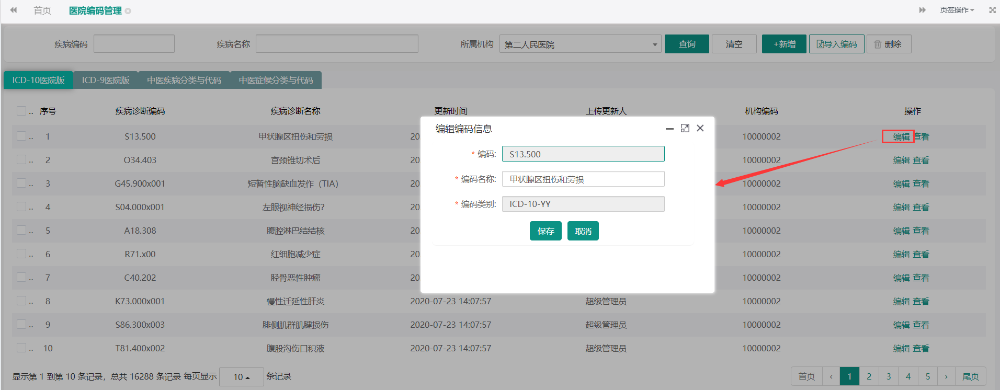 首页 医院编码管理 页签操作
疾病编码 疾病名称 所属机构 第二人民医院 查询 清空 +新增 导入编码 删除
ICD-10医院版 ICD-9医院版 中医疾病分类与代码 中医症候分类与代码
.. 序号 疾病诊断编码 疾病诊断名称 更新时间 上传更新人 机构编码 操作
.. 1 S13.500 甲状腺区扭伤和劳损 20 10000002 编辑 查看
.. 2 O34.403 宫颈锥切术后 20 10000002 编辑 查看
.. 3 G45.900x001 短暂性脑缺血发作（TIA） 20 10000002 编辑 查看
.. 4 S04.000x001 左眼视神经损伤？ 20 10000002 编辑 查看
.. 5 A18.308 腹腔淋巴结结核 20 10000002 编辑 查看
.. 6 R71.x00 红细胞减少症 20 10000002 编辑 查看
.. 7 C40.202 胫骨恶性肿瘤 20 10000002 编辑 查看
.. 8 K73.000x001 慢性迁延性肝炎 2020-07-23 14:07:57 超级管理员 10000002 编辑 查看
.. 9 S86.300x003 腓侧肌群肌腱损伤 2020-07-23 14:07:57 超级管理员 10000002 编辑 查看
.. 10 T81.400x002 腹股沟伤口积液 2020-07-23 14:07:57 超级管理员 10000002 编辑 查看
编辑编码信息
* 编码: S13.500
* 编码名称: 甲状腺区扭伤和劳损
* 编码类别: ICD-10-YY
保存 取消
显示第 1 到第 10 条记录，总共 16288 条记录 每页显示 10 条记录 首页 ‹ 1 2 3 4 5 › 尾页